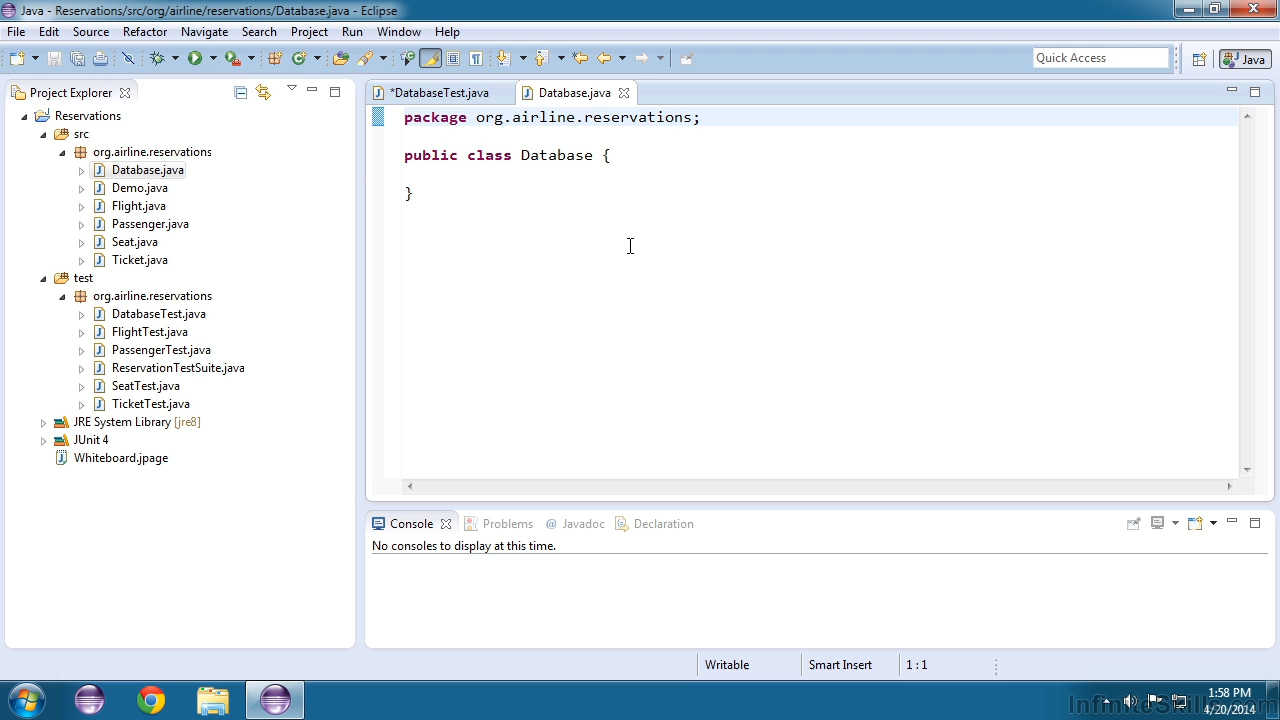 Java - Reservations/src/org/airline/reservations/Database.java - Eclipse
File Edit Source Refactor Navigate Search Project Run Window Help
Quick Access
Java
Project Explorer
Reservations
src
org.airline.reservations
Database.java
Demo.java
Flight.java
Passenger.java
Seat.java
Ticket.java
test
org.airline.reservations
DatabaseTest.java
FlightTest.java
PassengerTest.java
ReservationTestSuite.java
SeatTest.java
TicketTest.java
JRE System Library [jre8]
JUnit 4
Whiteboard.jpage
*DatabaseTest.java Database.java
package org.airline.reservations;
public class Database {
}
Console Problems @ Javadoc Declaration
No consoles to display at this time.
Writable Smart Insert 1 : 1
1:58 PM
4/20/2014
InfiniteSkills.com